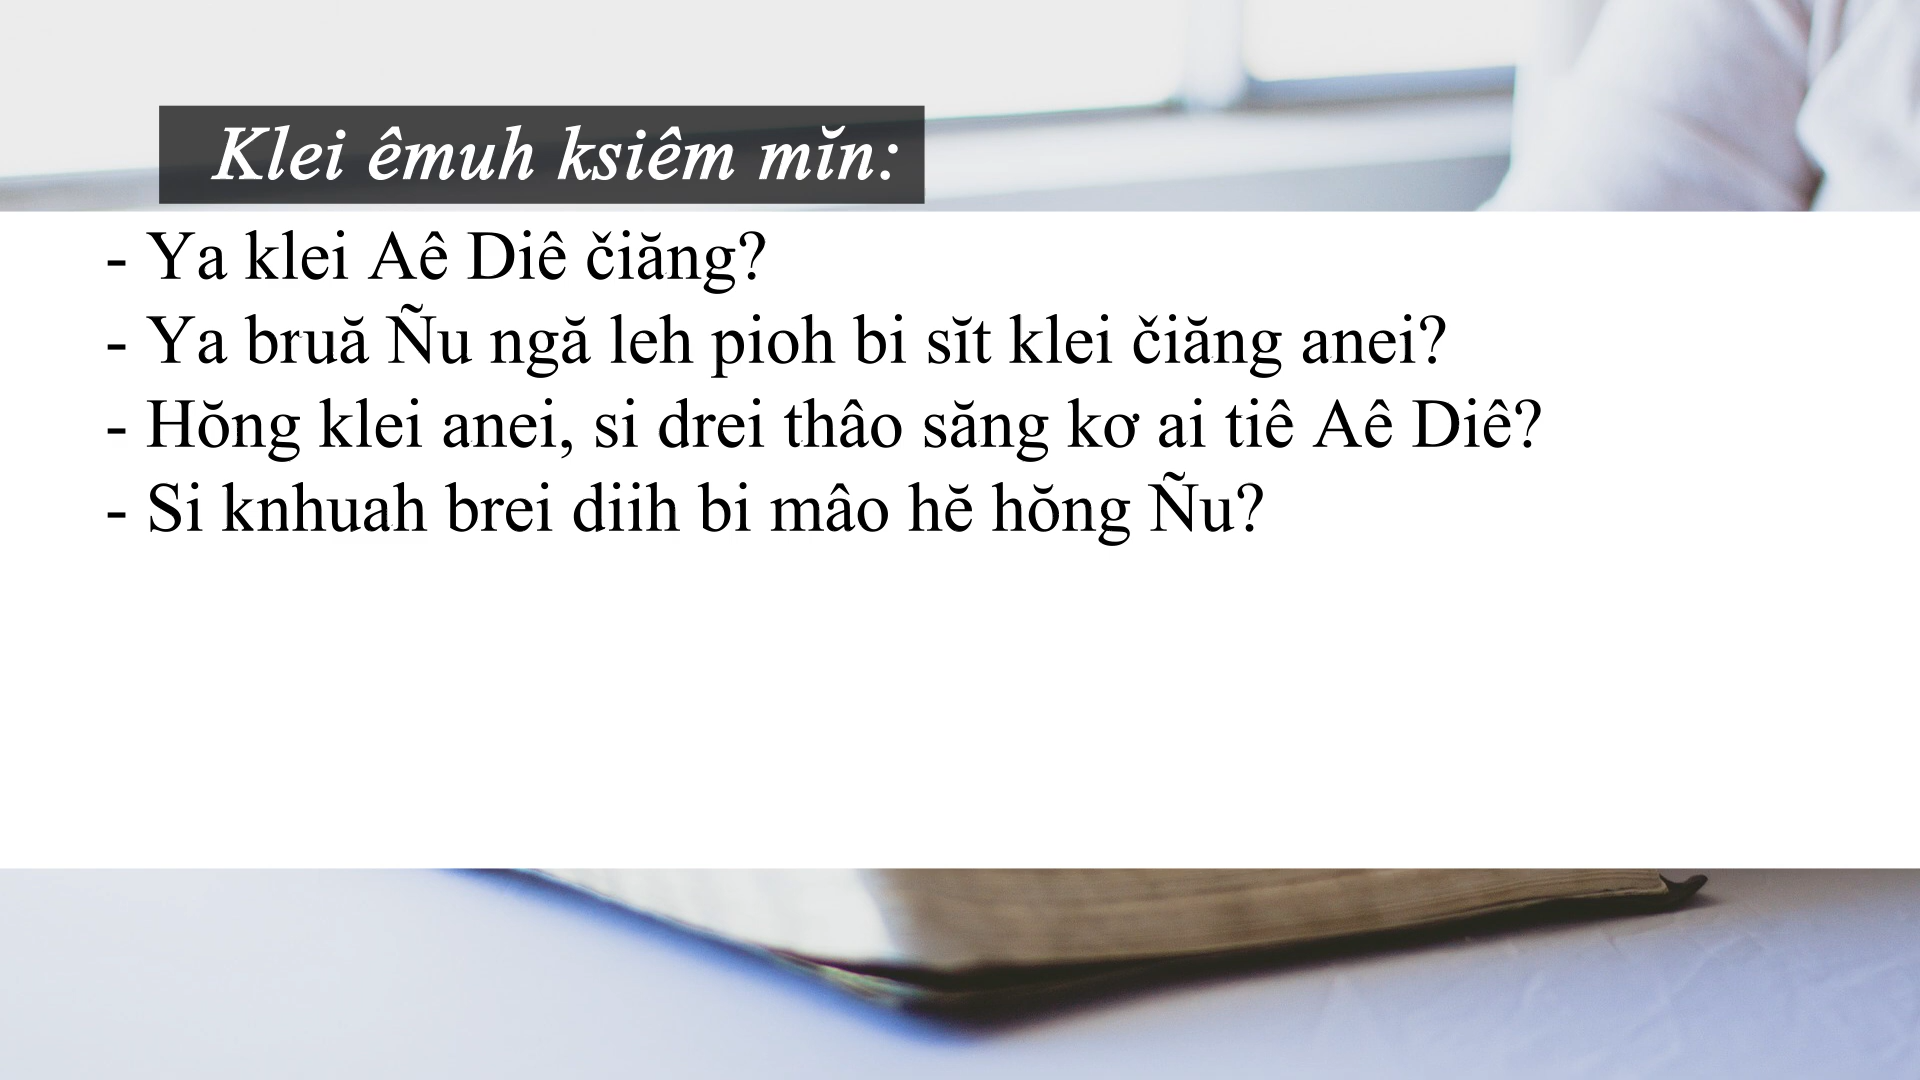 Klei êmuh ksiêm mĭn:
- Ya klei Aê Diê čiăng?
- Ya bruă Ñu ngă leh pioh bi sĭt klei čiăng anei?
- Hŏng klei anei, si drei thâo săng kơ ai tiê Aê Diê?
- Si knhuah brei diih bi mâo hĕ hŏng Ñu?